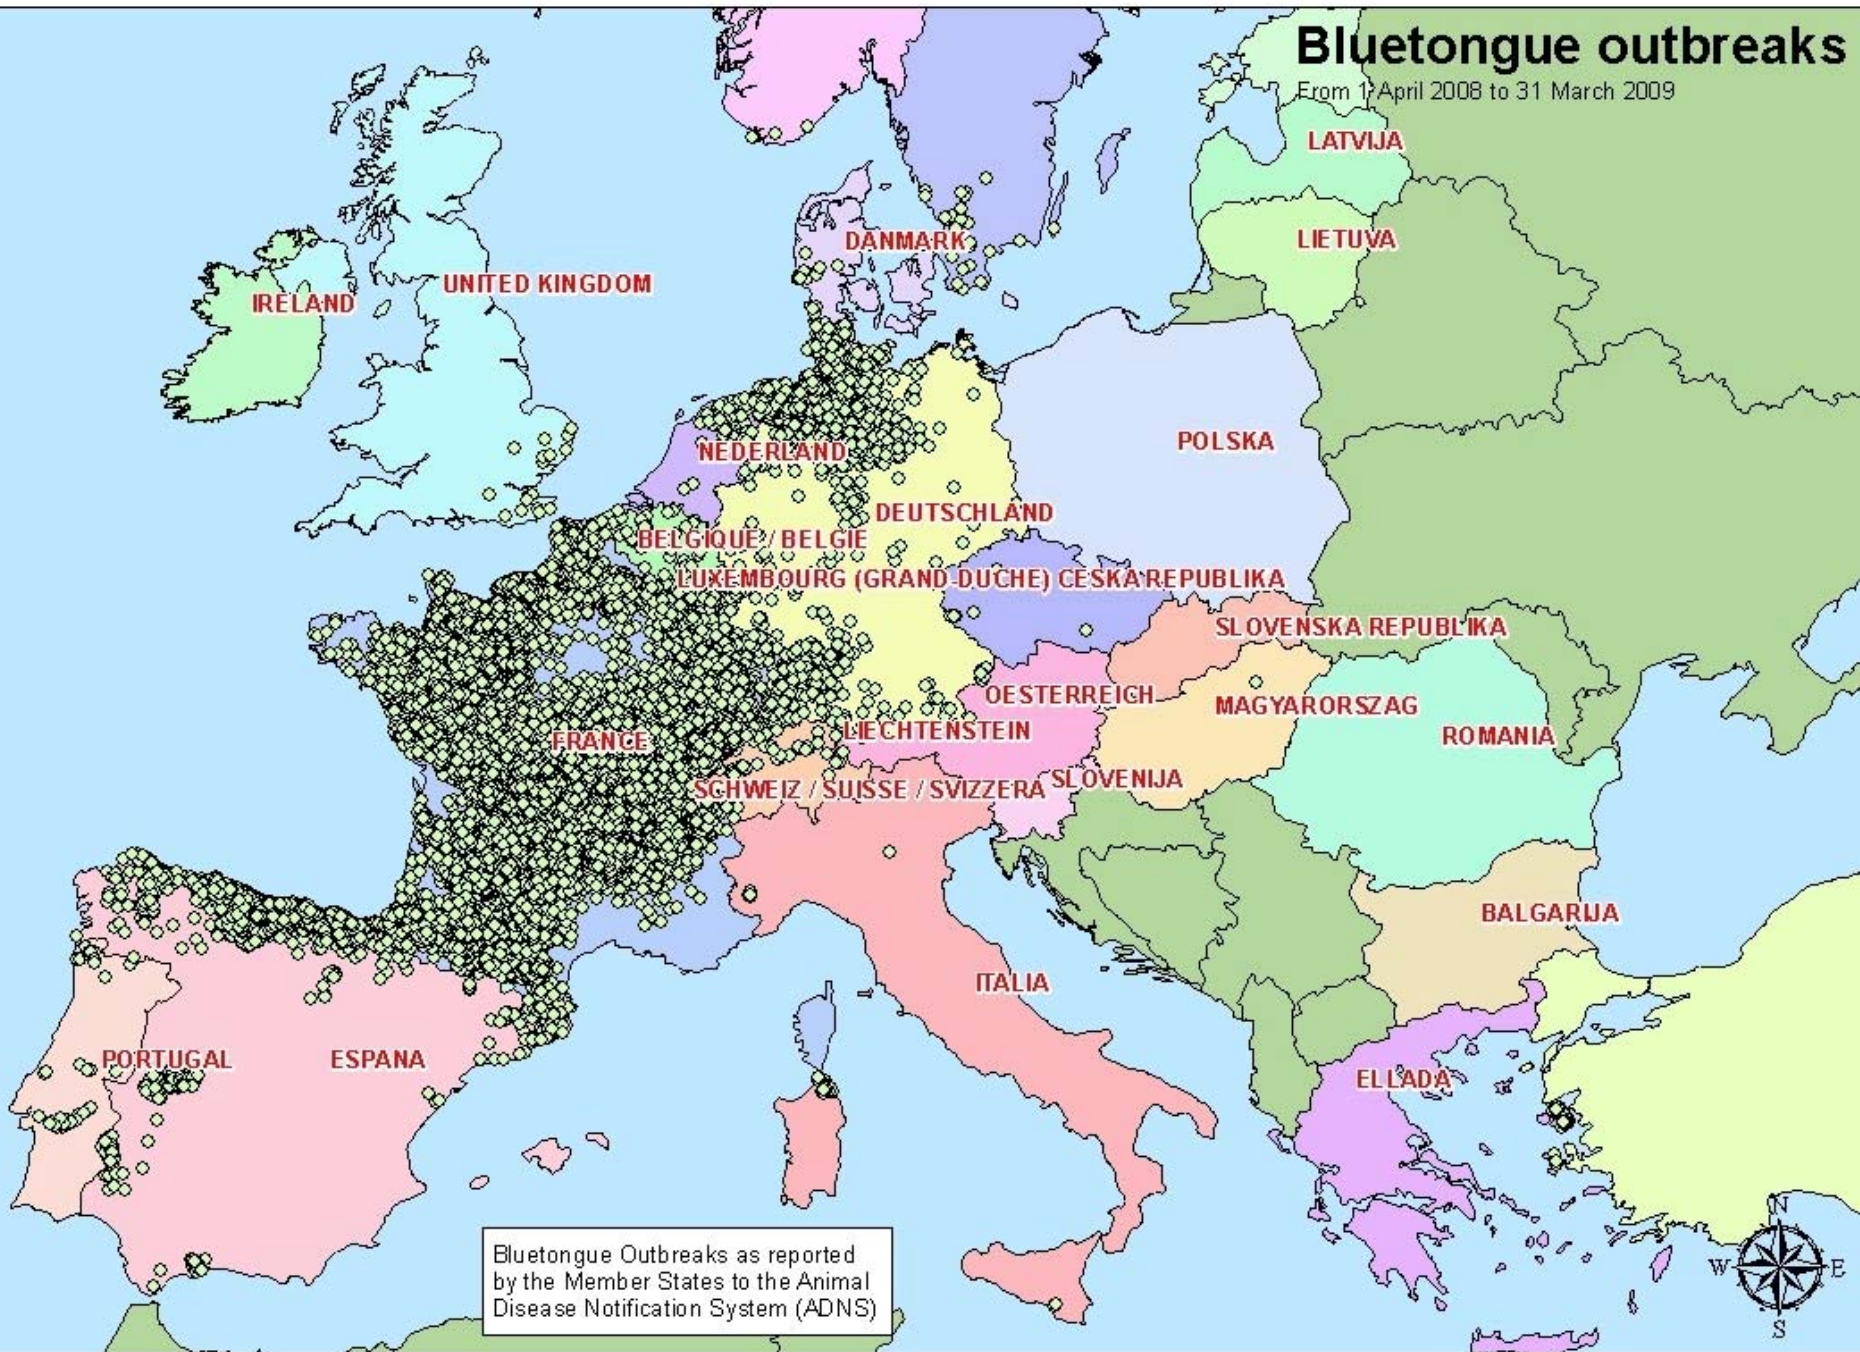 Bluetongue outbreaks
From 1 April 2008 to 31 March 2009
LATVIJA
LIETUVA
DANMARK
UNITED KINGDOM
IRELAND
POLSKA
NEDERLAND
DEUTSCHLAND
BELGIQUE / BELGIE
LUXEMBOURG (GRAND-DUCHE)
CESKA REPUBLIKA
SLOVENSKA REPUBLIKA
OESTERREICH
MAGYARORSZAG
LIECHTENSTEIN
ROMANIA
FRANCE
SLOVENIJA
SCHWEIZ / SUISSE / SVIZZERA
BALGARIJA
ITALIA
PORTUGAL
ESPANA
ELLADA
N
W
E
S
Bluetongue Outbreaks as reported
by the Member States to the Animal
Disease Notification System (ADNS)